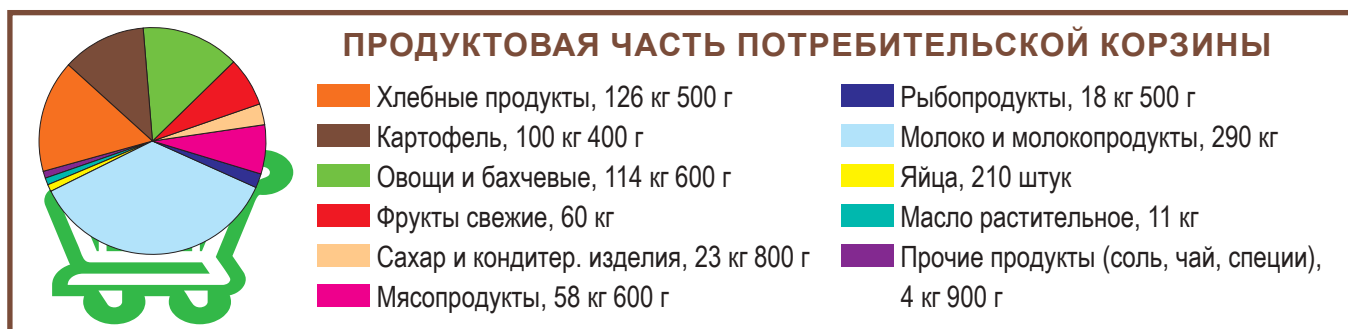 ПРОДУКТОВАЯ ЧАСТЬ ПОТРЕБИТЕЛЬСКОЙ КОРЗИНЫ
Хлебные продукты, 126 кг 500 г
Картофель, 100 кг 400 г
Овощи и бахчевые, 114 кг 600 г
Фрукты свежие, 60 кг
Сахар и кондитер. изделия, 23 кг 800 г
Мясопродукты, 58 кг 600 г
Рыбопродукты, 18 кг 500 г
Молоко и молокопродукты, 290 кг
Яйца, 210 штук
Масло растительное, 11 кг
Прочие продукты (соль, чай, специи),
4 кг 900 г